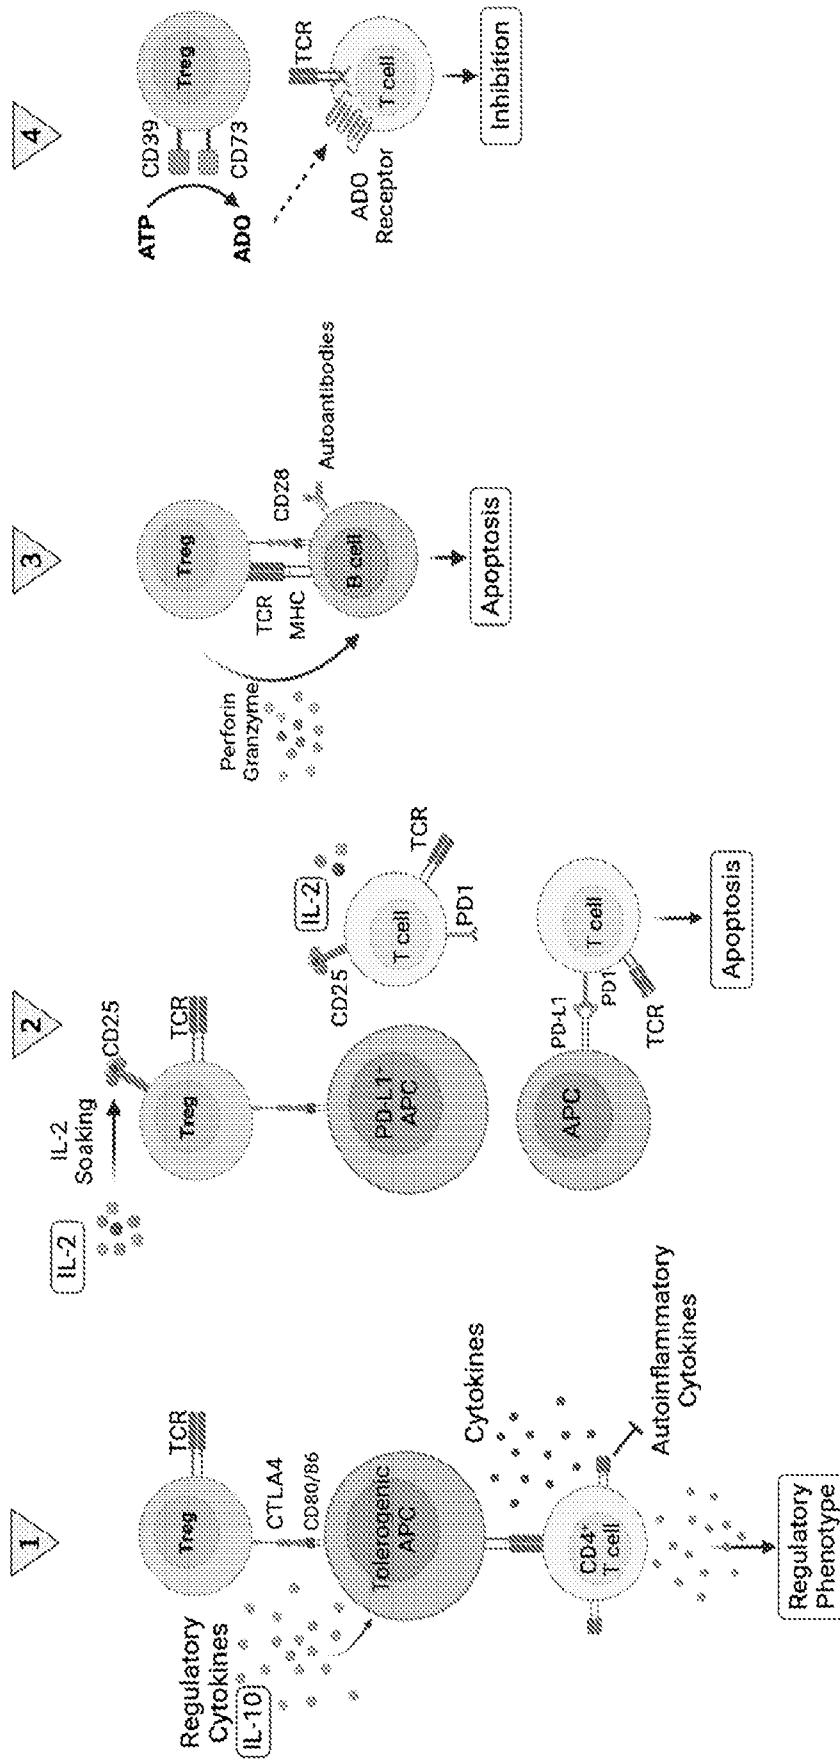 1
Regulatory
Cytokines
IL-10
Treg
TCR
CTLA4
CD80/86
Tolerogenic
APC
Cytokines
CD4+
T cell
Autoinflammatory
Cytokines
Regulatory
Phenotype
2
IL-2
IL-2
Soaking
CD25
Treg
TCR
PD-L1-
APC
IL-2
CD25
T cell
TCR
PD1
APC
PD-L1
PD1
T cell
TCR
Apoptosis
3
Perforin
Granzyme
Treg
TCR
MHC
CD28
B cell
Autoantibodies
Apoptosis
4
ATP
ADO
CD39
CD73
Treg
ADO
Receptor
TCR
T cell
Inhibition